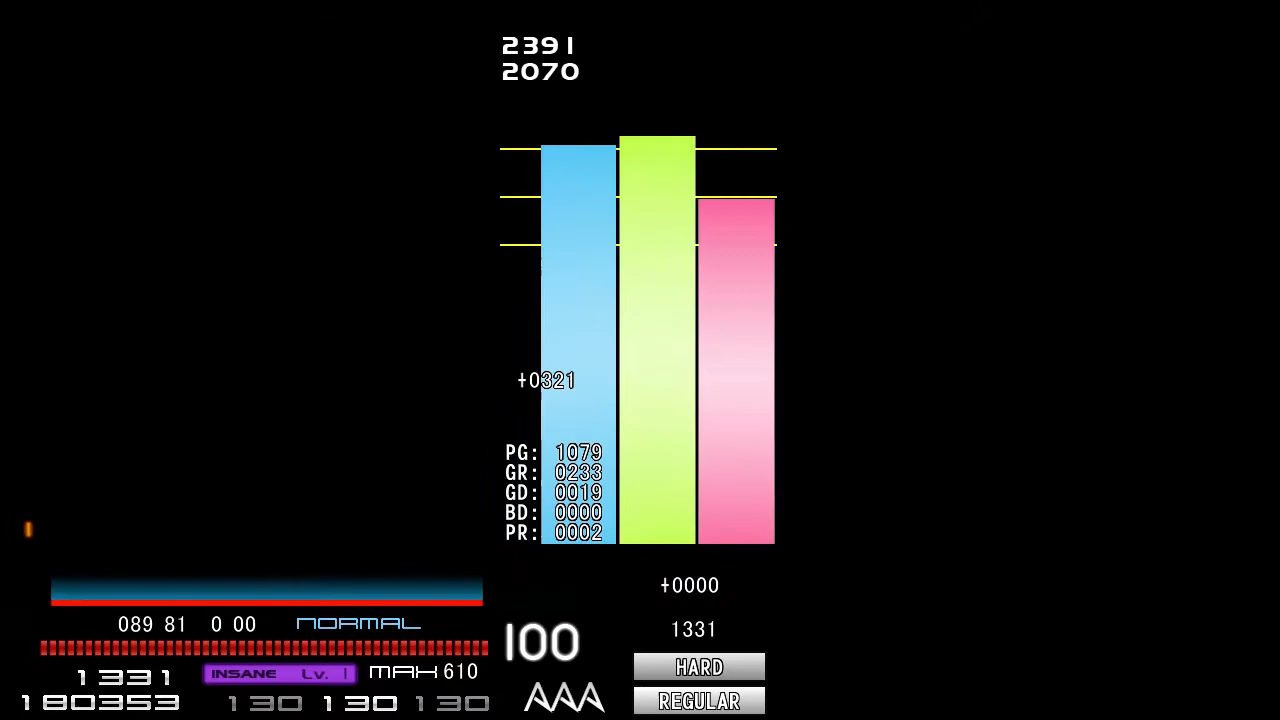 2391
2070
+0321
PG: 1079
GR: 0233
GD: 0019
BD: 0000
PR: 0002
+0000
089 81 0 00 NORMAL
100
1331
HARD
1331 INSANE Lv. 1 MAX 610
180353 130 130 130
AAA
REGULAR